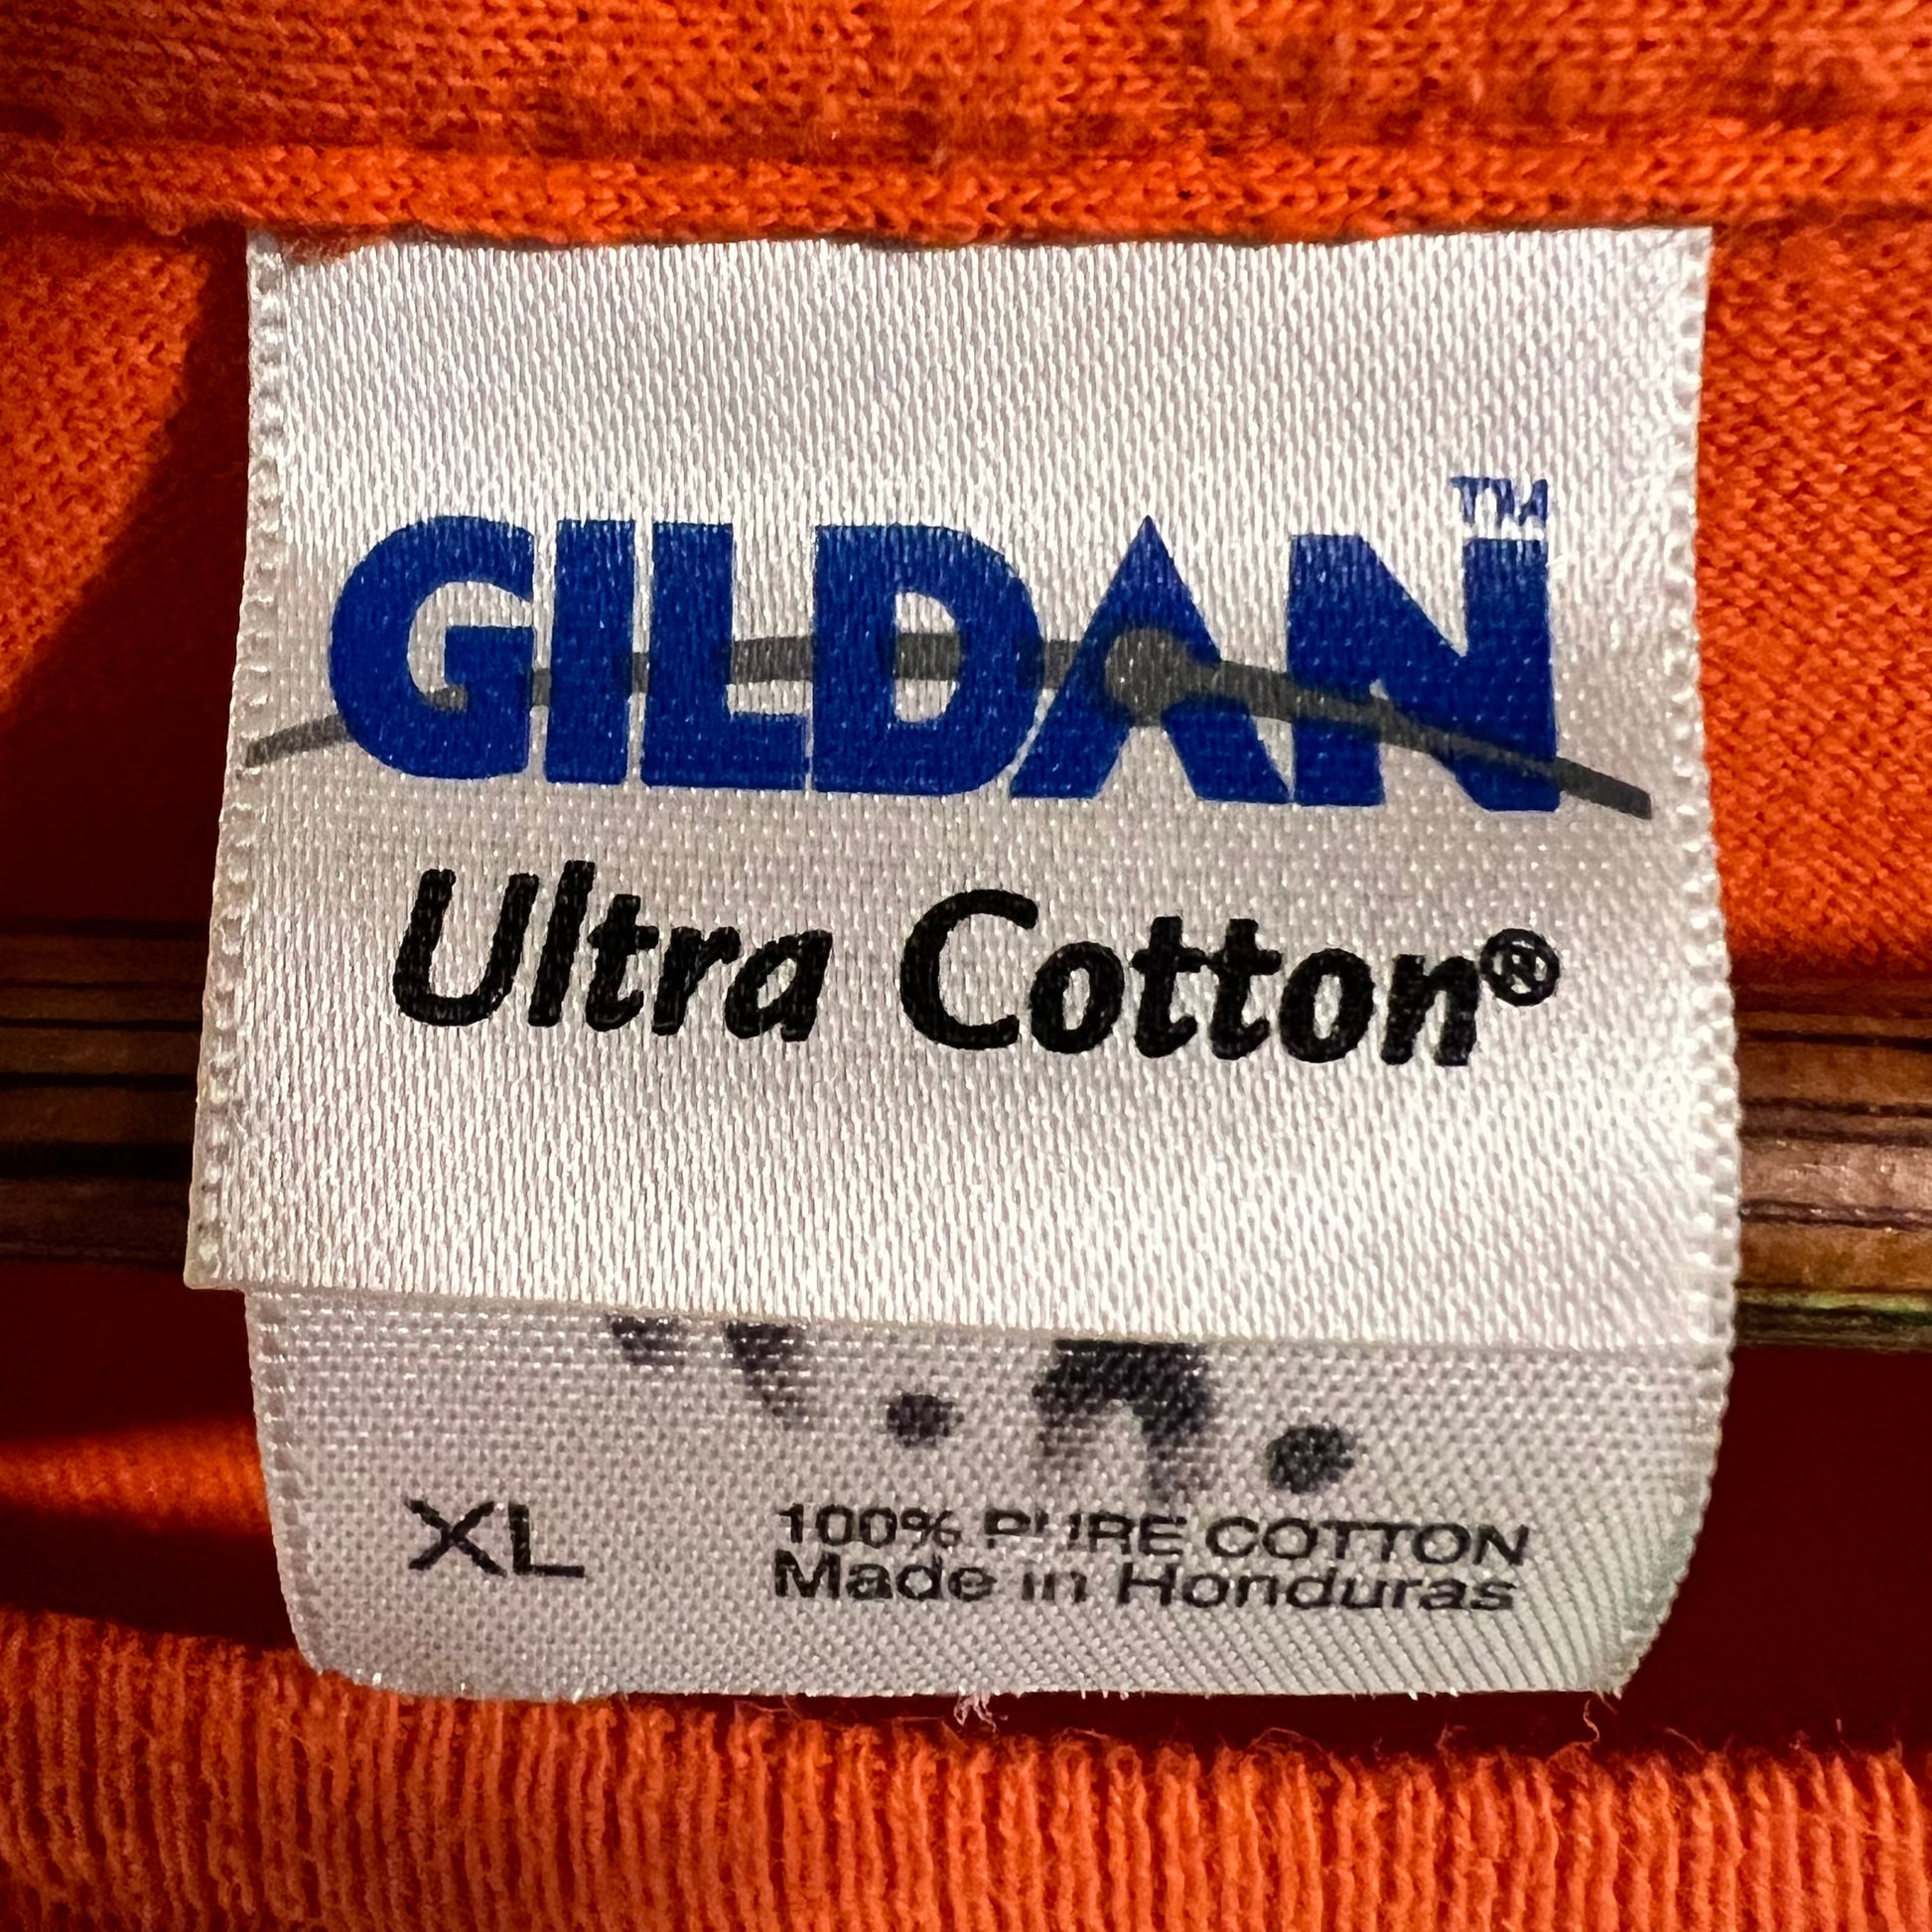 GILDAN™
Ultra Cotton®
XL
100% PURE COTTON
Made in Honduras